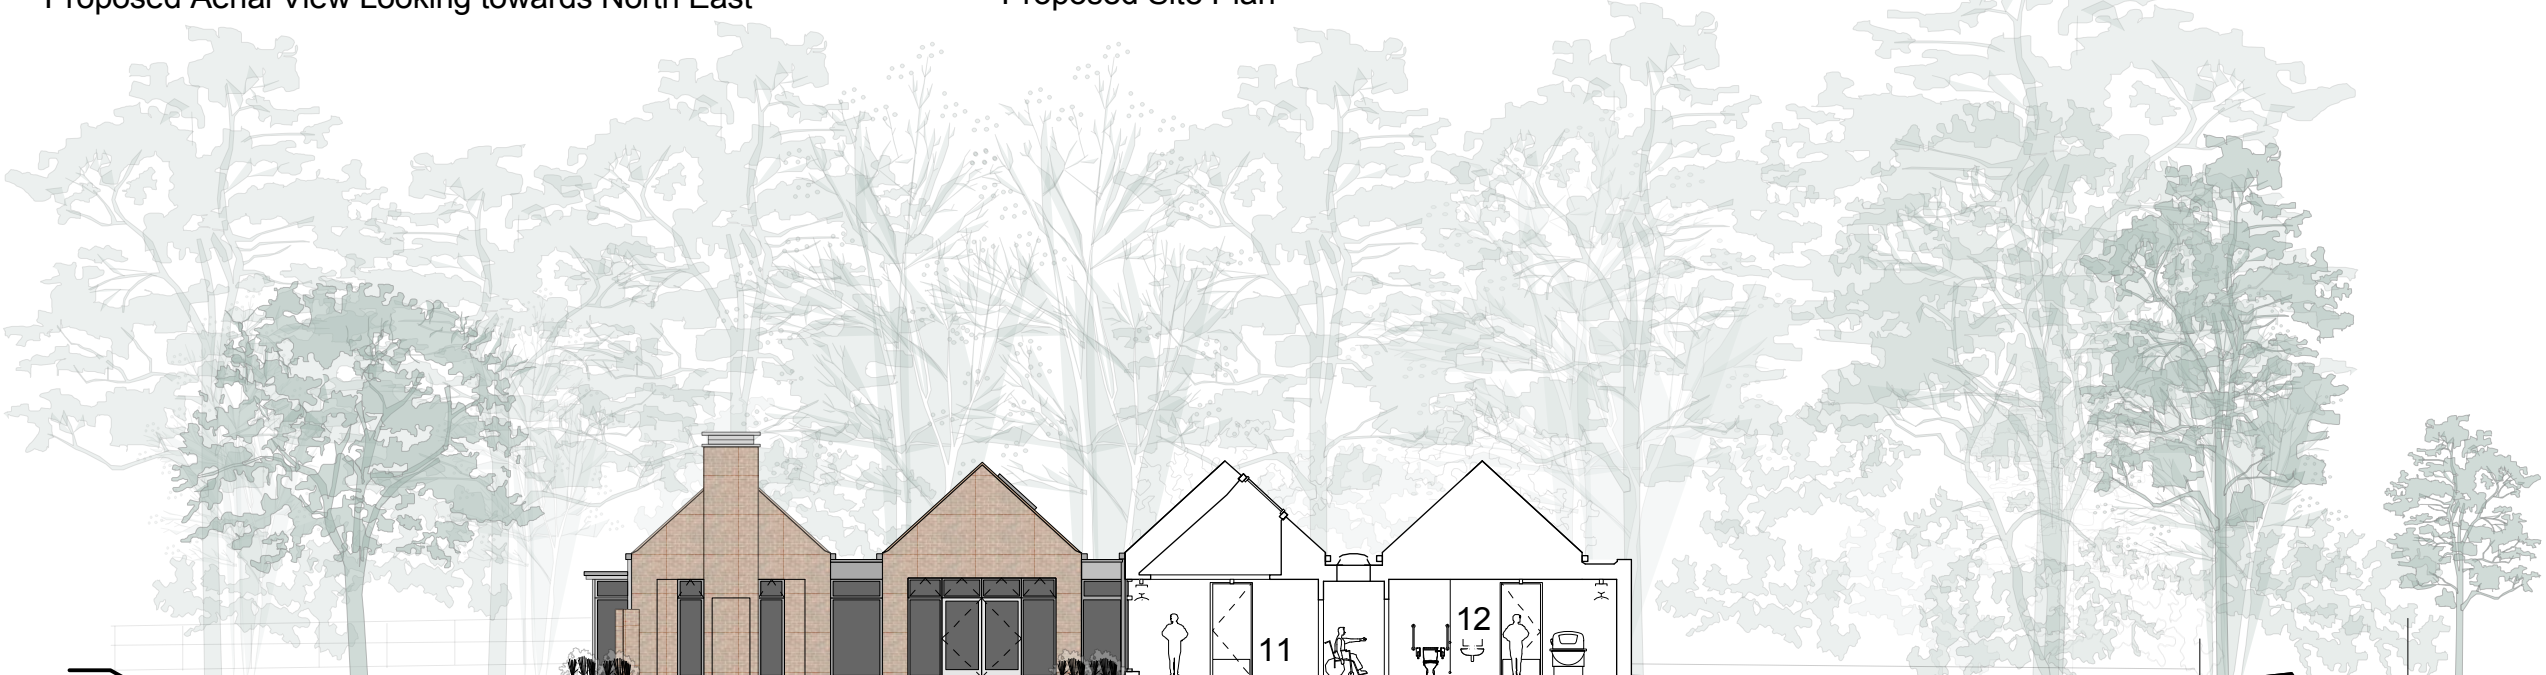 Proposed Aerial View Looking towards North East
Proposed Site Plan
11
12